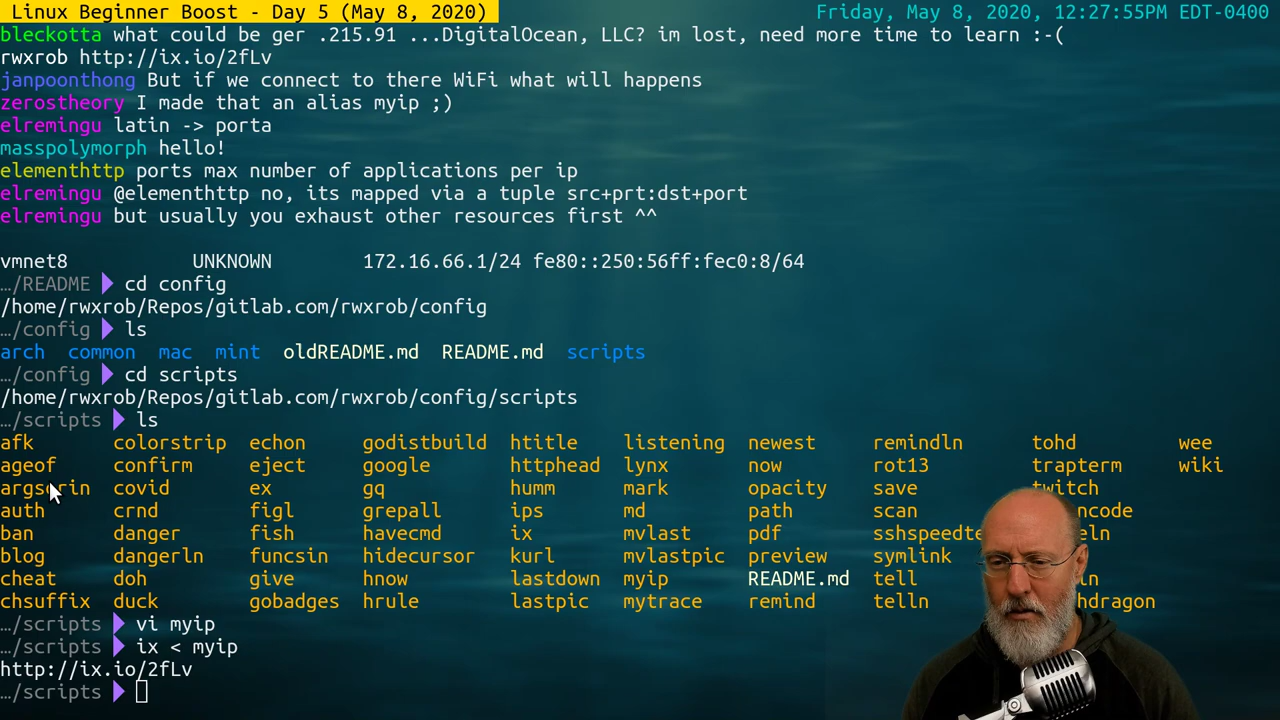 Linux Beginner Boost - Day 5 (May 8, 2020) Friday, May 8, 2020, 12:27:55PM EDT-0400
bleckotta what could be ger .215.91 ...DigitalOcean, LLC? im lost, need more time to learn :-(
rwxrob http://ix.io/2fLv
janpoonthong But if we connect to there WiFi what will happens
zerostheory I made that an alias myip ;)
elremingu latin -> porta
masspolymorph hello!
elementhttp ports max number of applications per ip
elremingu @elementhttp no, its mapped via a tuple src+prt:dst+port
elremingu but usually you exhaust other resources first ^^
vmnet8 UNKNOWN 172.16.66.1/24 fe80::250:56ff:fec0:8/64
…/README cd config
/home/rwxrob/Repos/gitlab.com/rwxrob/config
…/config ls
arch common mac mint oldREADME.md README.md scripts
…/config cd scripts
/home/rwxrob/Repos/gitlab.com/rwxrob/config/scripts
…/scripts ls
afk colorstrip echon godistbuild htitle listening newest remindln tohd wee
ageof confirm eject google httphead lynx now rot13 trapterm wiki
argsorin covid ex gq humm mark opacity save twitch
auth crnd figl grepall ips md path scan ncode
ban danger fish havecmd ix mvlast pdf sshspeedte eln
blog dangerln funcsin hidecursor kurl mvlastpic preview symlink
cheat doh give hnow lastdown myip README.md tell ln
chsuffix duck gobadges hrule lastpic mytrace remind telln hdragon
…/scripts vi myip
…/scripts ix < myip
http://ix.io/2fLv
…/scripts